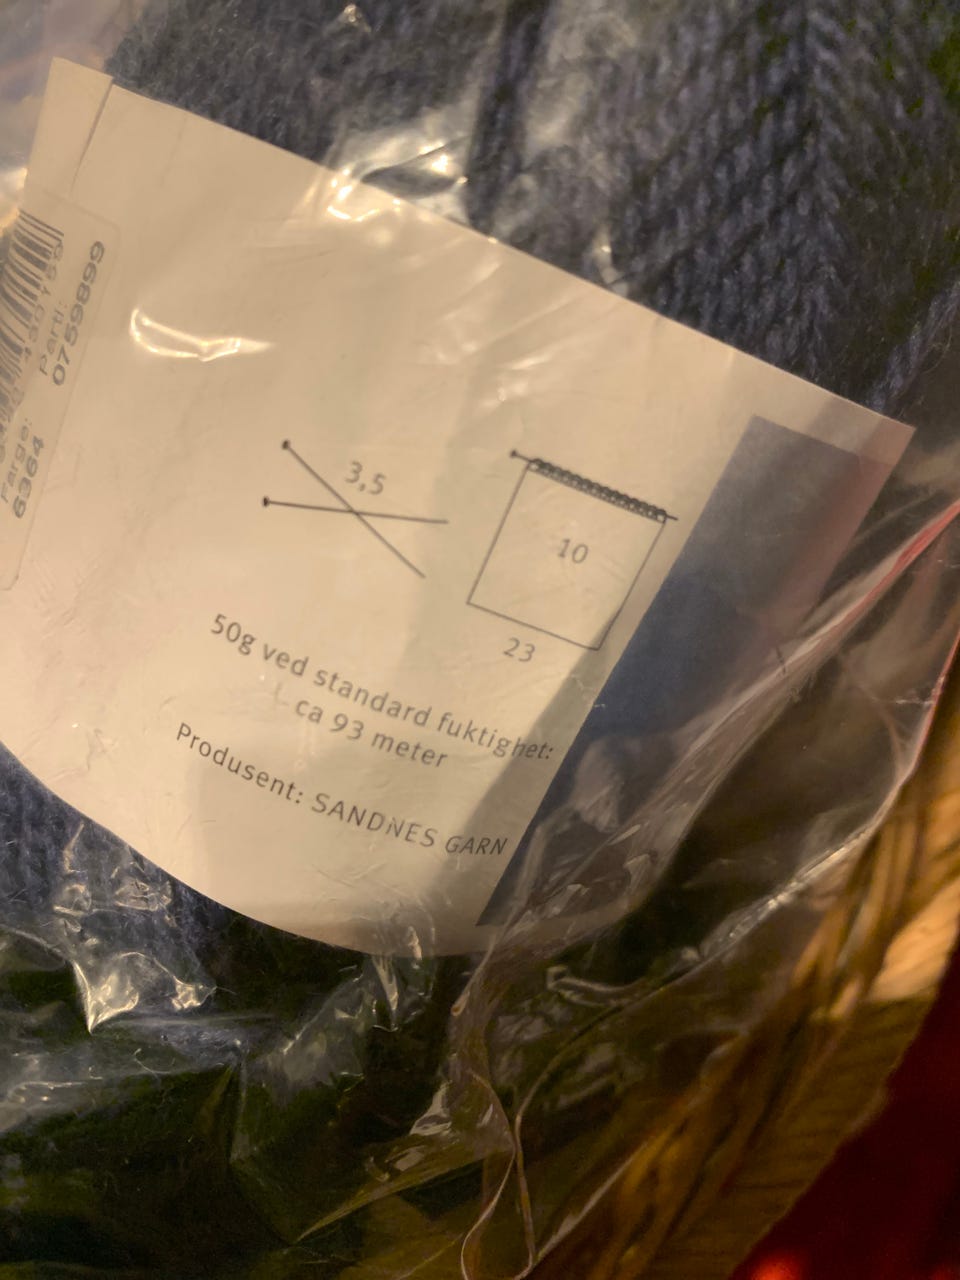 Parti:
0759899
Farge:
6364
3,5
10
23
50g ved standard fuktighet:
ca 93 meter
Produsent: SANDNES GARN